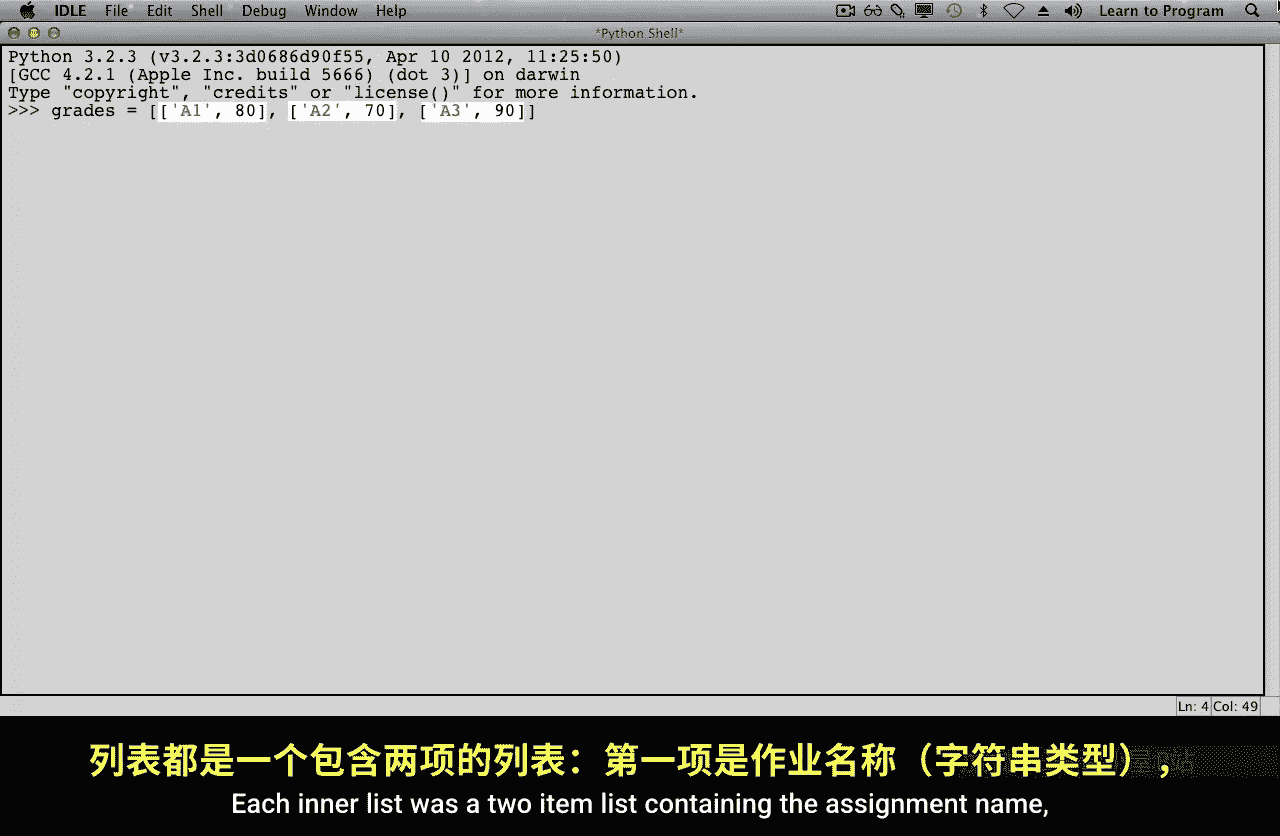 IDLE File Edit Shell Debug Window Help Learn to Program
*Python Shell*
Python 3.2.3 (v3.2.3:3d0686d90f55, Apr 10 2012, 11:25:50)
[GCC 4.2.1 (Apple Inc. build 5666) (dot 3)] on darwin
Type "copyright", "credits" or "license()" for more information.
>>> grades = [['A1', 80], ['A2', 70], ['A3', 90]]
Ln: 4 Col: 49
列表都是一个包含两项的列表：第一项是作业名称（字符串类型），
Each inner list was a two item list containing the assignment name,